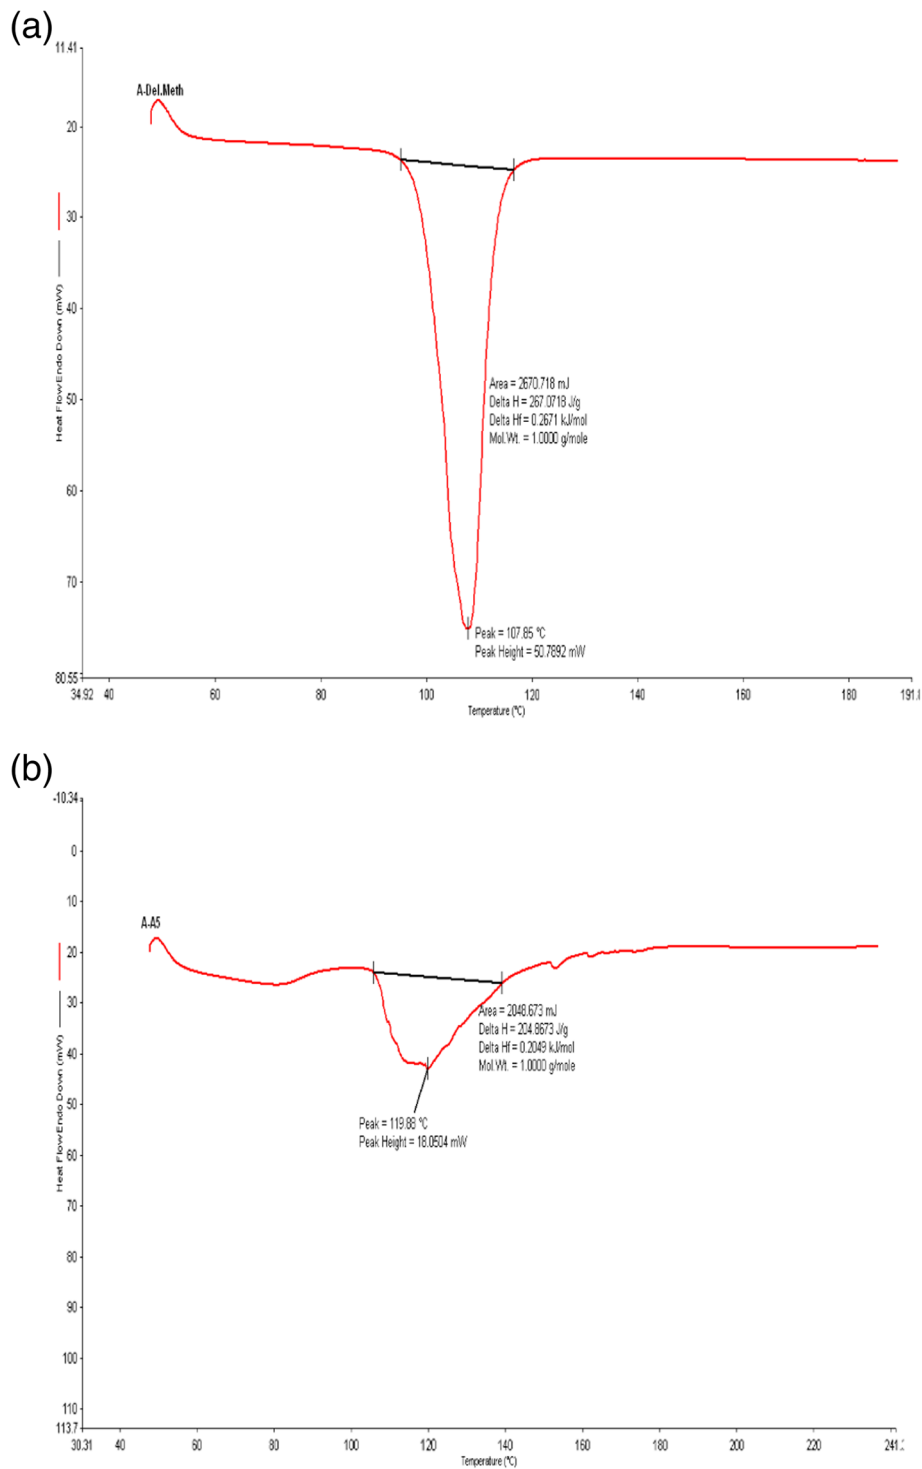 (a)
11.41
A-Del.Meth
20
30
40
50
60
70
80.55
Heat Flow Endo Down (mW)
Area = 2670.718 mJ
Delta H = 267.0718 J/g
Delta Hf = 0.2671 kJ/mol
Mol.Wt. = 1.0000 g/mole
Peak = 107.85 °C
Peak Height = 50.7892 mW
34.92 40 60 80 100 120 140 160 180
Temperature (°C)
(b)
-10.34
0
10
A-A5
20
30
40
50
60
70
80
90
100
110
113.7
Heat Flow Endo Down (mW)
Area = 2048.673 mJ
Delta H = 204.8673 J/g
Delta Hf = 0.2049 kJ/mol
Mol.Wt. = 1.0000 g/mole
Peak = 119.88 °C
Peak Height = 18.0504 mW
30.31 40 60 80 100 120 140 160 180 200 220
Temperature (°C)